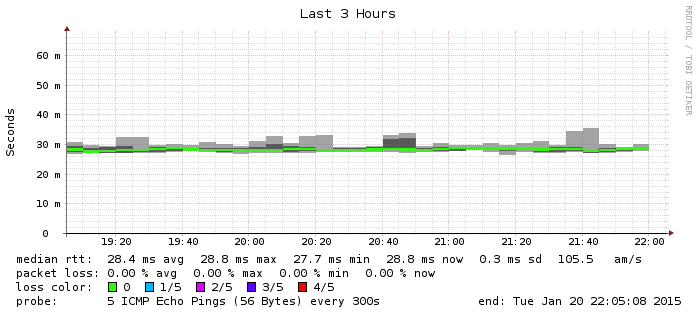 Last 3 Hours
RRDTOOL / TOBI OETIKER
Seconds
60 m
50 m
40 m
30 m
20 m
10 m
0
19:20 19:40 20:00 20:20 20:40 21:00 21:20 21:40 22:00
median rtt: 28.4 ms avg 28.8 ms max 27.7 ms min 28.8 ms now 0.3 ms sd 105.5 am/s
packet loss: 0.00 % avg 0.00 % max 0.00 % min 0.00 % now
loss color: 0 1/5 2/5 3/5 4/5
probe: 5 ICMP Echo Pings (56 Bytes) every 300s end: Tue Jan 20 22:05:08 2015